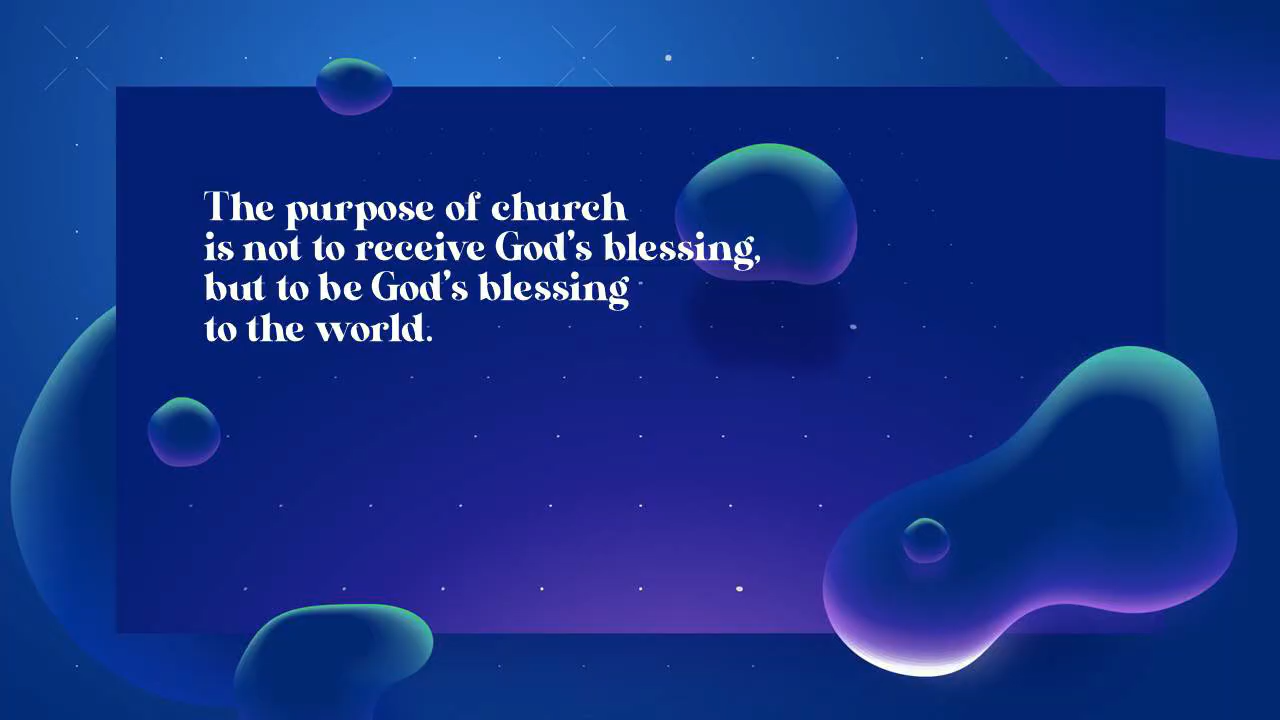 The purpose of church
is not to receive God's blessing,
but to be God's blessing
to the world.